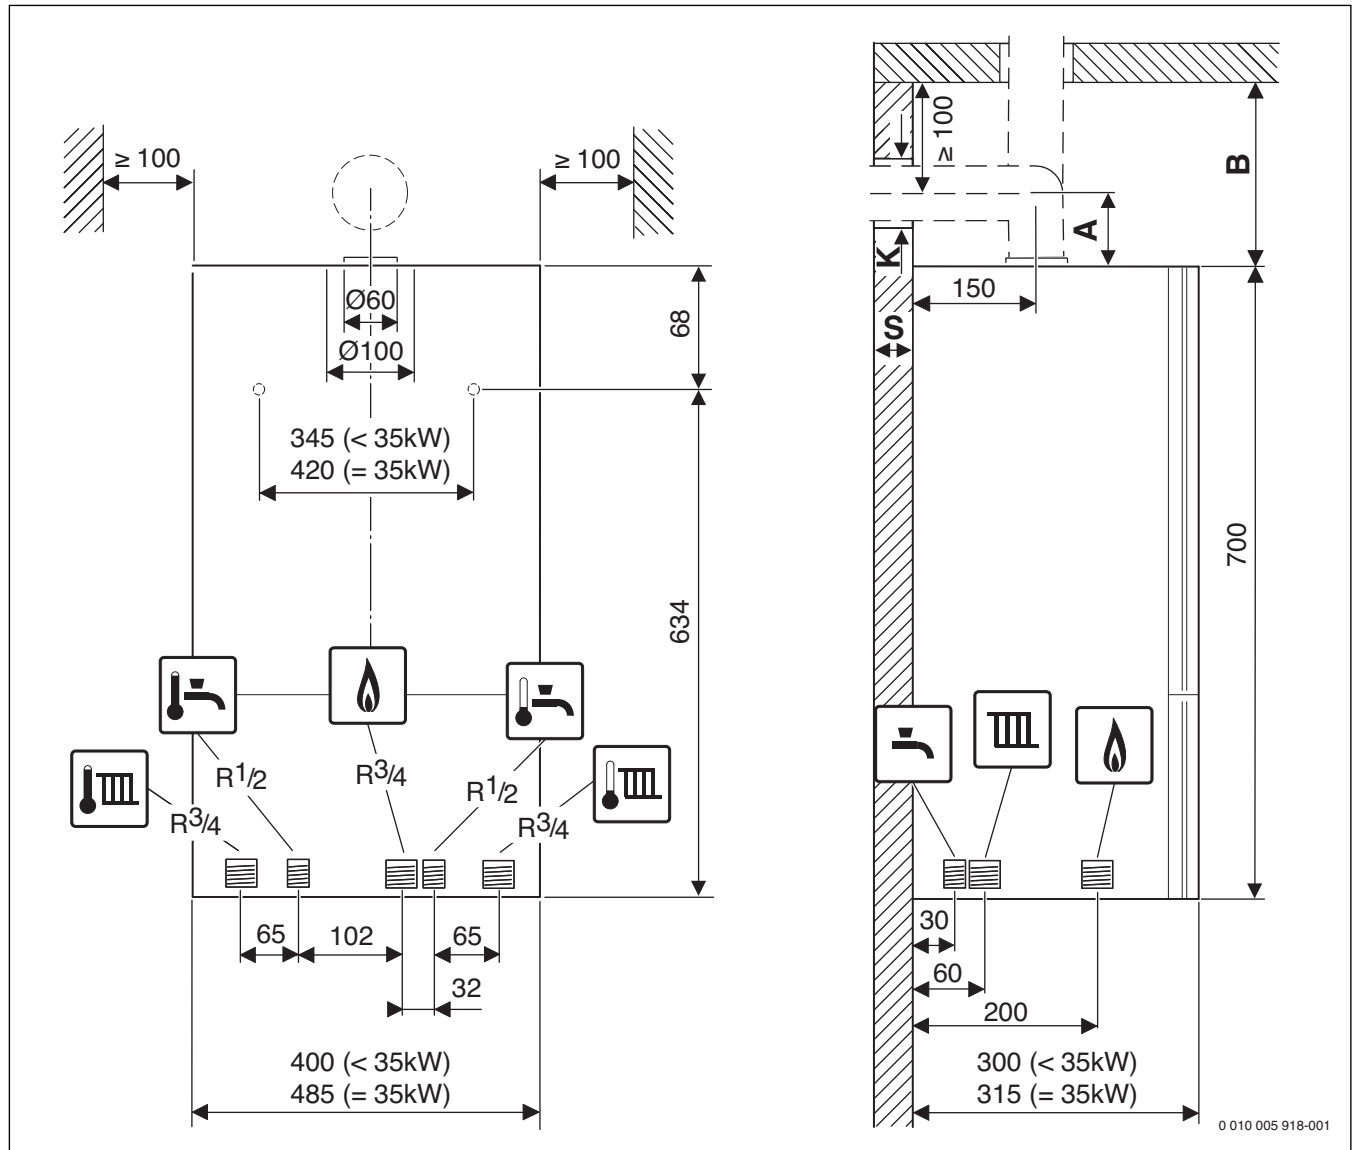 ≥ 100
≥ 100
Ø60
Ø100
68
345 (< 35kW)
420 (= 35kW)
634
R1/2
R3/4
R1/2
R3/4
R3/4
65
102
65
32
400 (< 35kW)
485 (= 35kW)
≥ 100
B
A
K
150
S
700
30
60
200
300 (< 35kW)
315 (= 35kW)
0 010 005 918-001